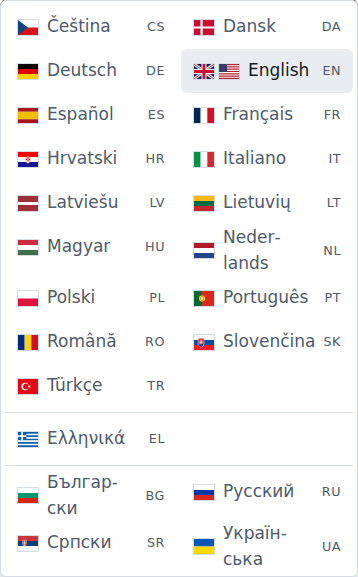 Čeština CS Dansk DA
Deutsch DE English EN
Español ES Français FR
Hrvatski HR Italiano IT
Latviešu LV Lietuvių LT
Magyar HU Neder-
lands NL
Polski PL Português PT
Română RO Slovenčina SK
Türkçe TR
Ελληνικά EL
Българ-
ски BG Русский RU
Српски SR Україн-
ська UA